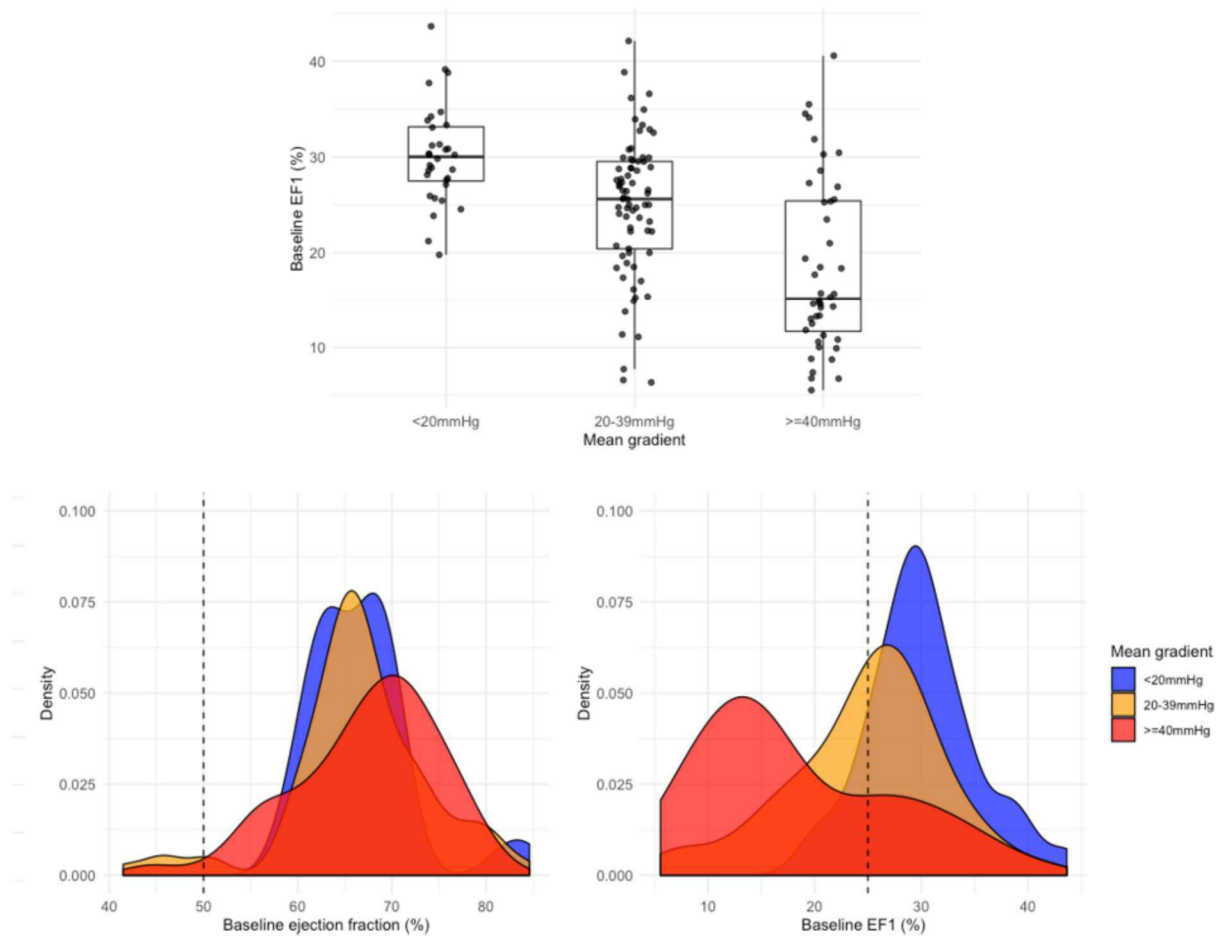 40
30
20
10
Baseline EF1 (%)
<20mmHg 20-39mmHg >=40mmHg
Mean gradient
0.100
0.075
0.050
0.025
0.000
Density
40 50 60 70 80
Baseline ejection fraction (%)
0.100
0.075
0.050
0.025
0.000
Density
10 20 30 40
Baseline EF1 (%)
Mean gradient
<20mmHg
20-39mmHg
>=40mmHg